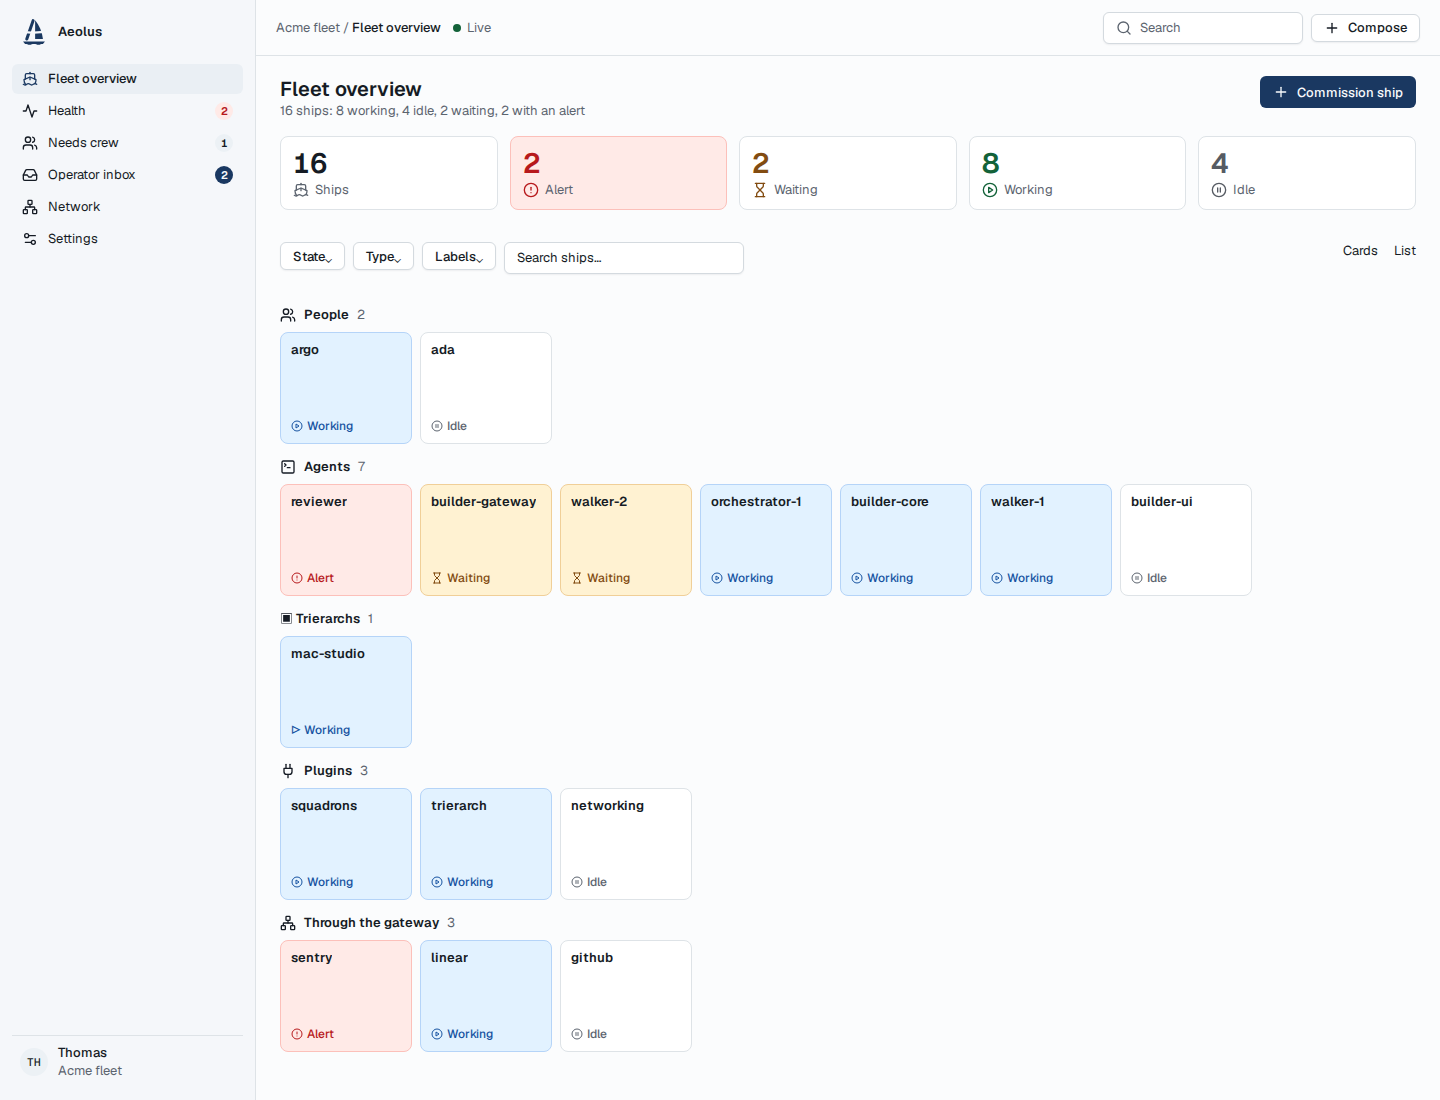 Aeolus
Fleet overview
Health 2
Needs crew 1
Operator inbox 2
Network
Settings
Thomas
TH
Acme fleet
Acme fleet / Fleet overview Live
Search
Compose
Fleet overview
16 ships: 8 working, 4 idle, 2 waiting, 2 with an alert
Commission ship
16
Ships
2
Alert
2
Waiting
8
Working
4
Idle
State
Type
Labels
Search ships...
Cards List
People 2
argo
Working
ada
Idle
Agents 7
reviewer
Alert
builder-gateway
Waiting
walker-2
Waiting
orchestrator-1
Working
builder-core
Working
walker-1
Working
builder-ui
Idle
Trierarchs 1
mac-studio
Working
Plugins 3
squadrons
Working
trierarch
Working
networking
Idle
Through the gateway 3
sentry
Alert
linear
Working
github
Idle